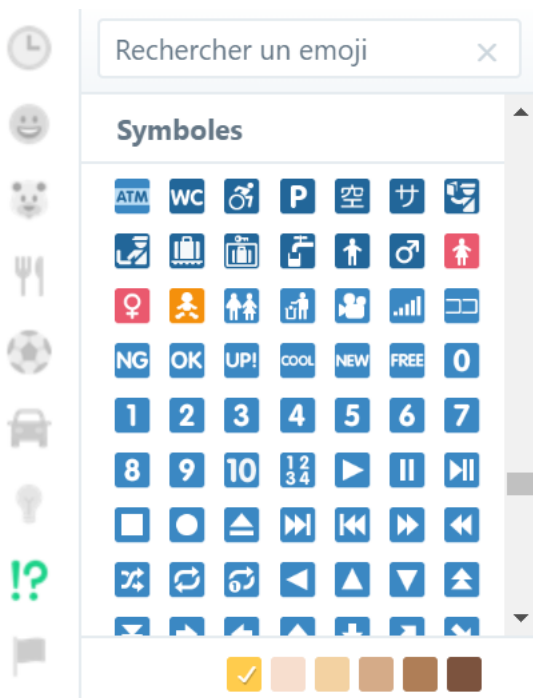 Rechercher un emoji
Symboles
ATM WC P 空 サ
ココ
NG OK UP! COOL NEW FREE 0
1 2 3 4 5 6 7
8 9 10 1234
1
!?